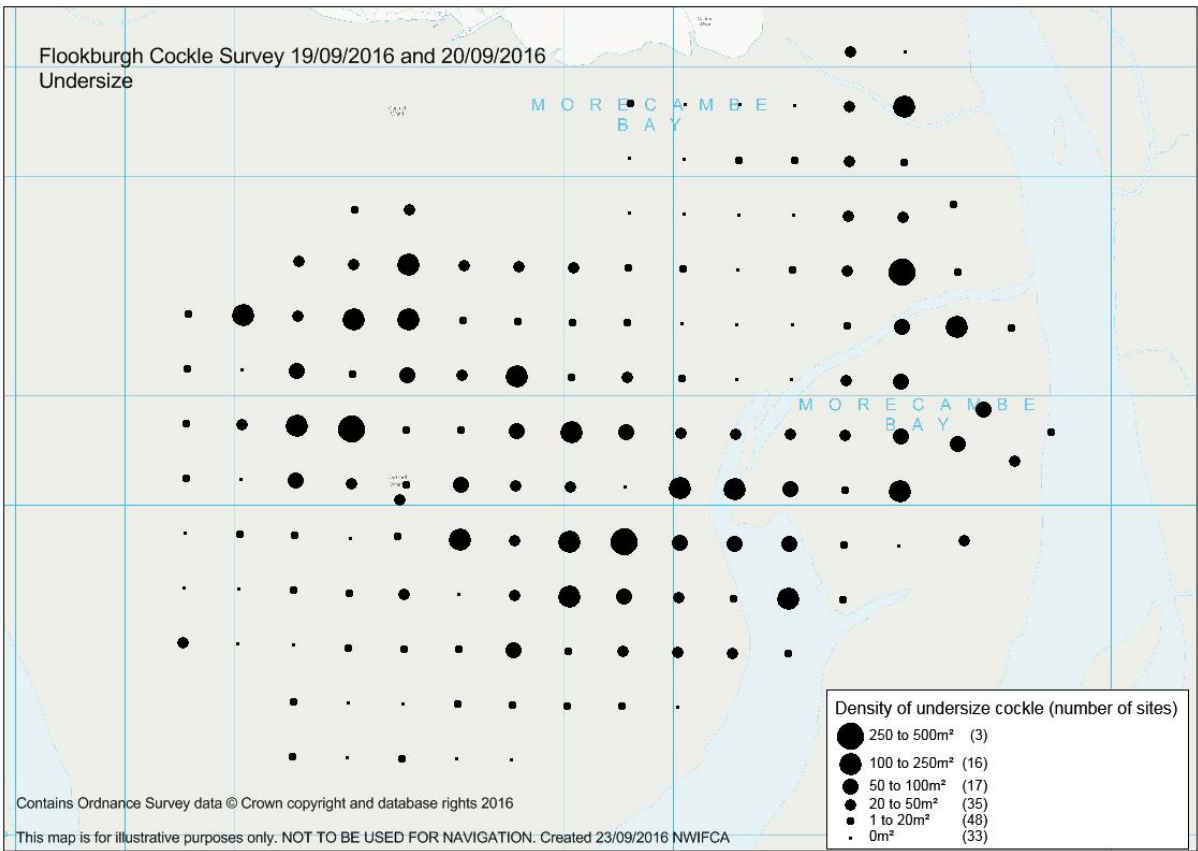 Flookburgh Cockle Survey 19/09/2016 and 20/09/2016
Undersize
MORECAMBE
BAY
MORECAMBE
BAY
Density of undersize cockle (number of sites)
250 to 500m² (3)
100 to 250m² (16)
50 to 100m² (17)
20 to 50m² (35)
1 to 20m² (48)
0m² (33)
Contains Ordnance Survey data © Crown copyright and database rights 2016
This map is for illustrative purposes only. NOT TO BE USED FOR NAVIGATION. Created 23/09/2016 NWIFCA